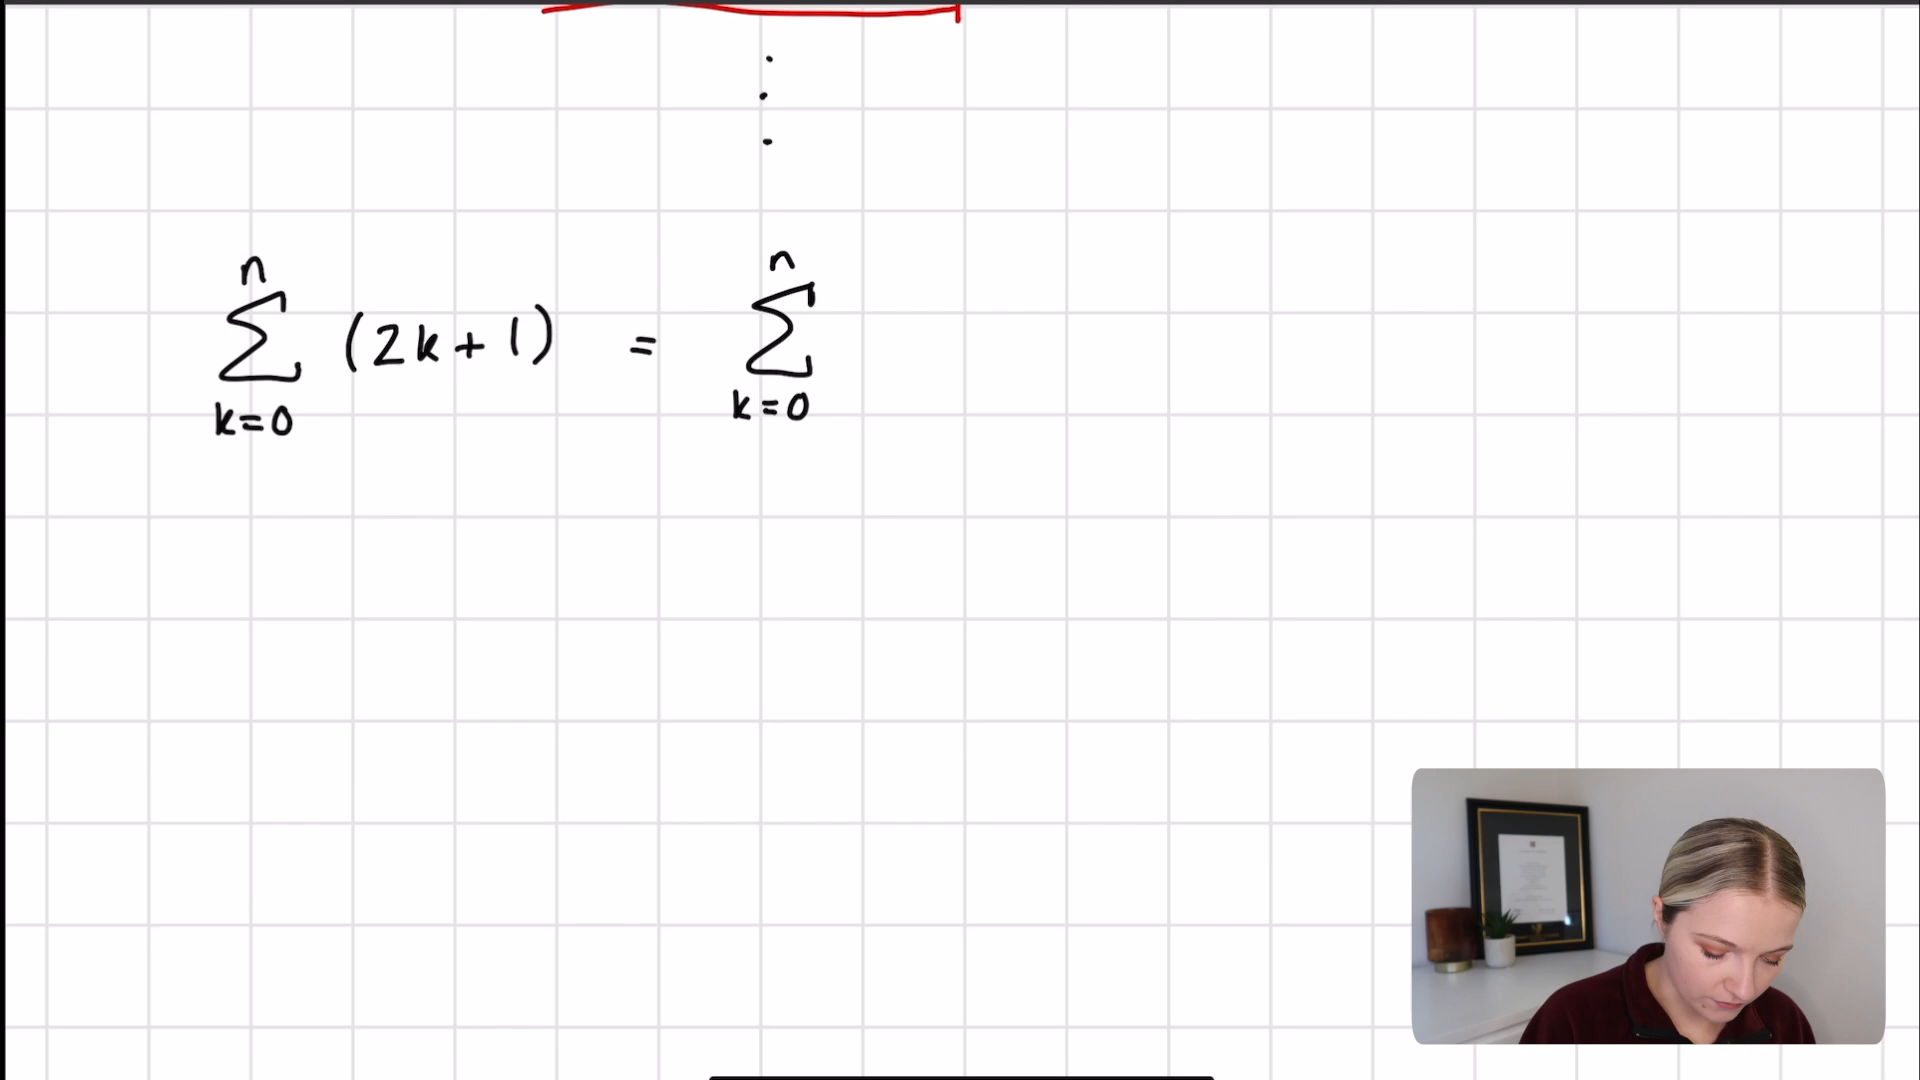 n n
∑ (2k+1) = ∑
k=0 k=0